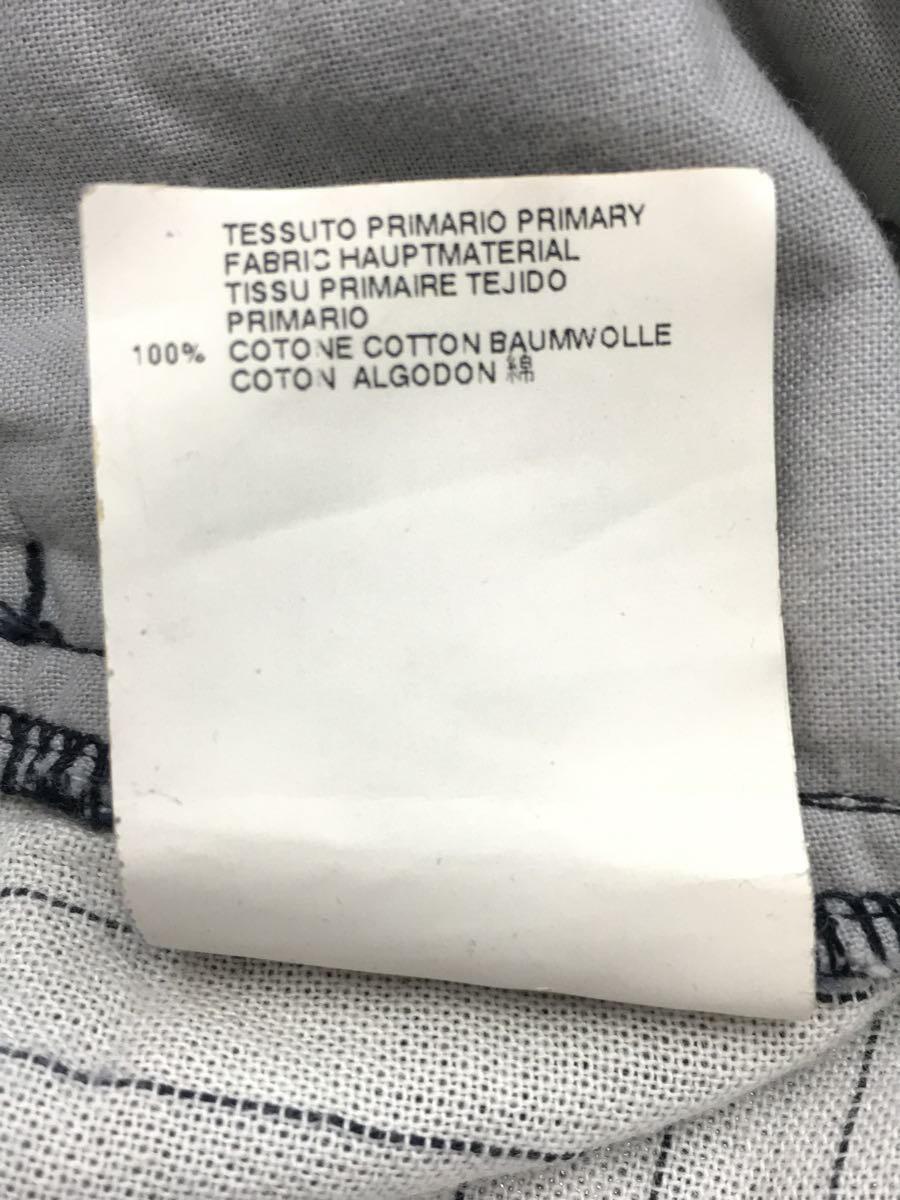 TESSUTO PRIMARIO PRIMARY
FABRIC HAUPTMATERIAL
TISSU PRIMAIRE TEJIDO
PRIMARIO
100% COTONE COTTON BAUMWOLLE
COTON ALGODON 綿